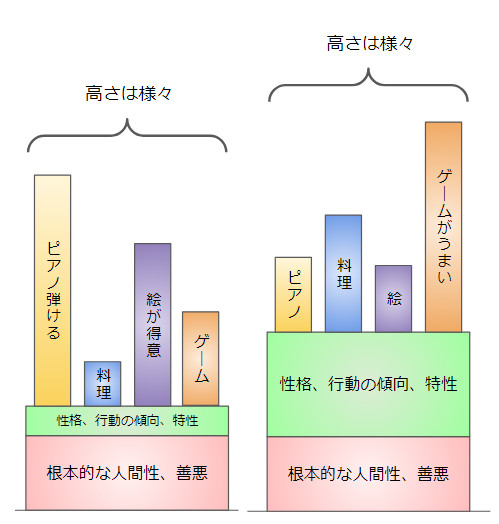 高さは様々
ピアノ弾ける
料理
絵が得意
ゲーム
性格、行動の傾向、特性
根本的な人間性、善悪
高さは様々
ピアノ
料理
絵
ゲームがうまい
性格、行動の傾向、特性
根本的な人間性、善悪